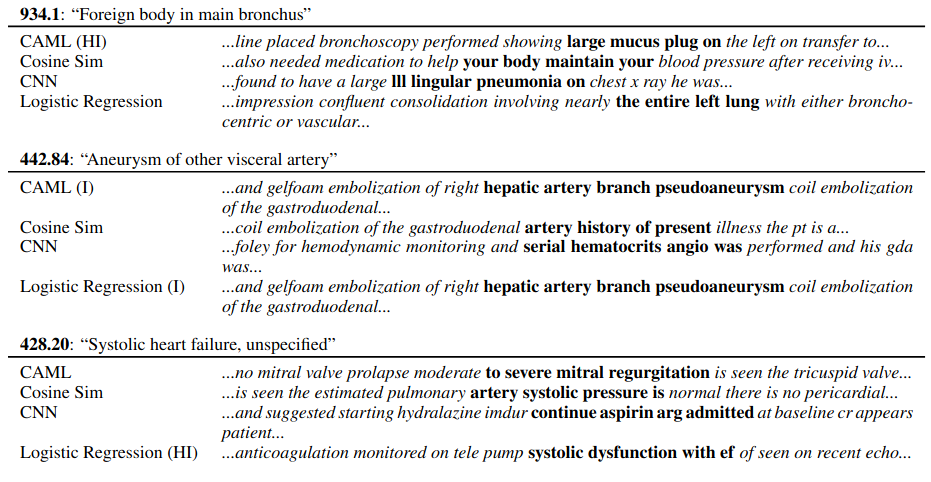 934.1: “Foreign body in main bronchus”
CAML (HI) ...line placed bronchoscopy performed showing large mucus plug on the left on transfer to...
Cosine Sim ...also needed medication to help your body maintain your blood pressure after receiving iv...
CNN ...found to have a large lll lingular pneumonia on chest x ray he was...
Logistic Regression ...impression confluent consolidation involving nearly the entire left lung with either broncho-
centric or vascular...
442.84: “Aneurysm of other visceral artery”
CAML (I) ...and gelfoam embolization of right hepatic artery branch pseudoaneurysm coil embolization
of the gastroduodenal...
Cosine Sim ...coil embolization of the gastroduodenal artery history of present illness the pt is a...
CNN ...foley for hemodynamic monitoring and serial hematocrits angio was performed and his gda
was...
Logistic Regression (I) ...and gelfoam embolization of right hepatic artery branch pseudoaneurysm coil embolization
of the gastroduodenal...
428.20: “Systolic heart failure, unspecified”
CAML ...no mitral valve prolapse moderate to severe mitral regurgitation is seen the tricuspid valve...
Cosine Sim ...is seen the estimated pulmonary artery systolic pressure is normal there is no pericardial...
CNN ...and suggested starting hydralazine imdur continue aspirin arg admitted at baseline cr appears
patient...
Logistic Regression (HI) ...anticoagulation monitored on tele pump systolic dysfunction with ef of seen on recent echo...